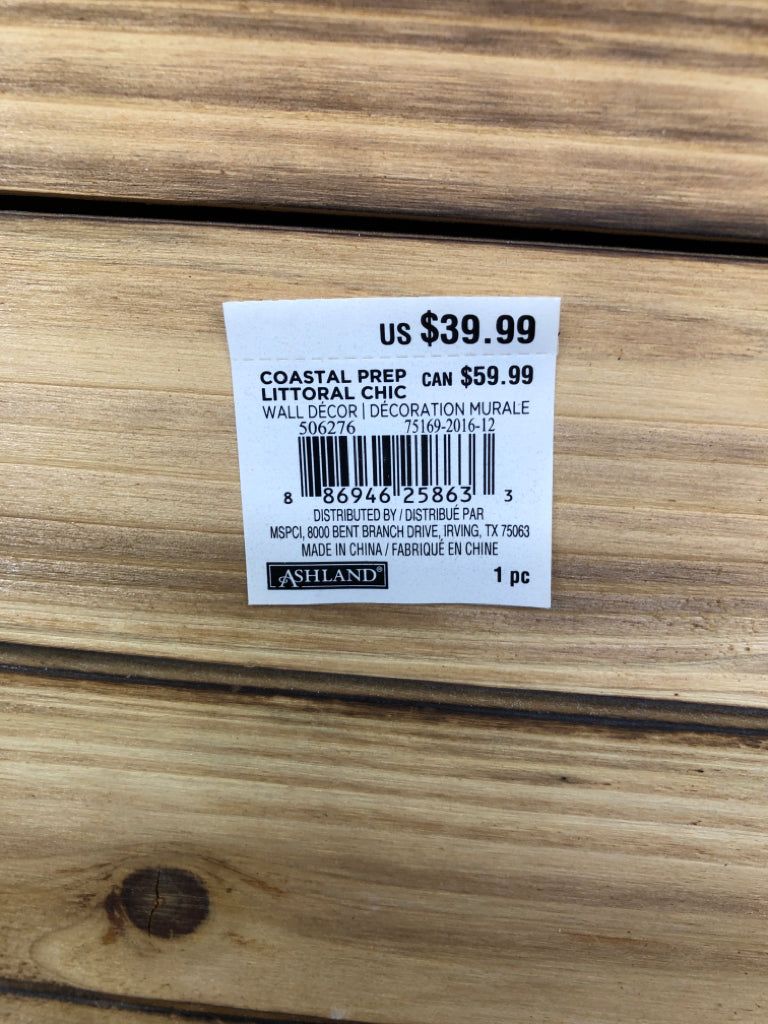 US $39.99
COASTAL PREP CAN $59.99
LITTORAL CHIC
WALL DÉCOR | DÉCORATION MURALE
506276 75169-2016-12
8 86946 25863 3
DISTRIBUTED BY / DISTRIBUÉ PAR
MSPCI, 8000 BENT BRANCH DRIVE, IRVING, TX 75063
MADE IN CHINA / FABRIQUÉ EN CHINE
ASHLAND® 1 pc